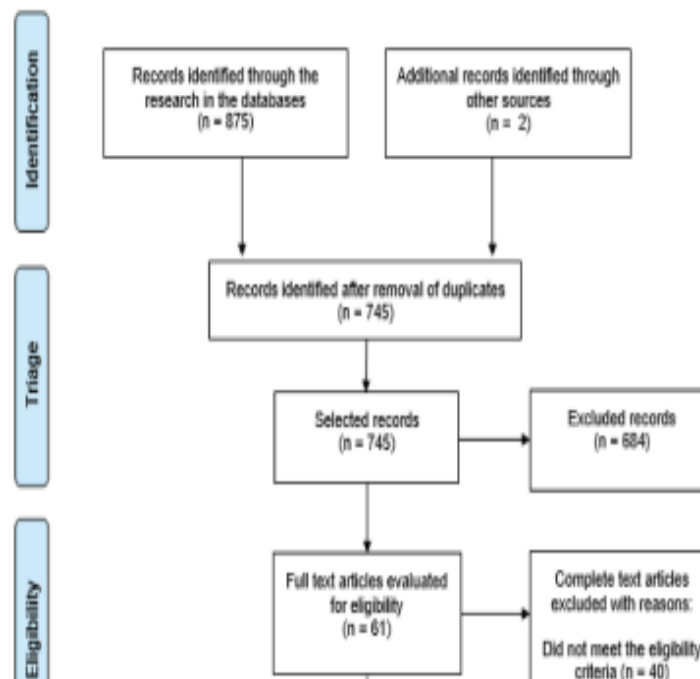 Identification
Records identified through the
research in the databases
(n = 875)
Additional records identified through
other sources
(n = 2)
Triage
Records identified after removal of duplicates
(n = 745)
Selected records
(n = 745)
Excluded records
(n = 684)
Eligibility
Full text articles evaluated
for eligibility
(n = 61)
Complete text articles
excluded with reasons:
Did not meet the eligibility
criteria (n = 40)